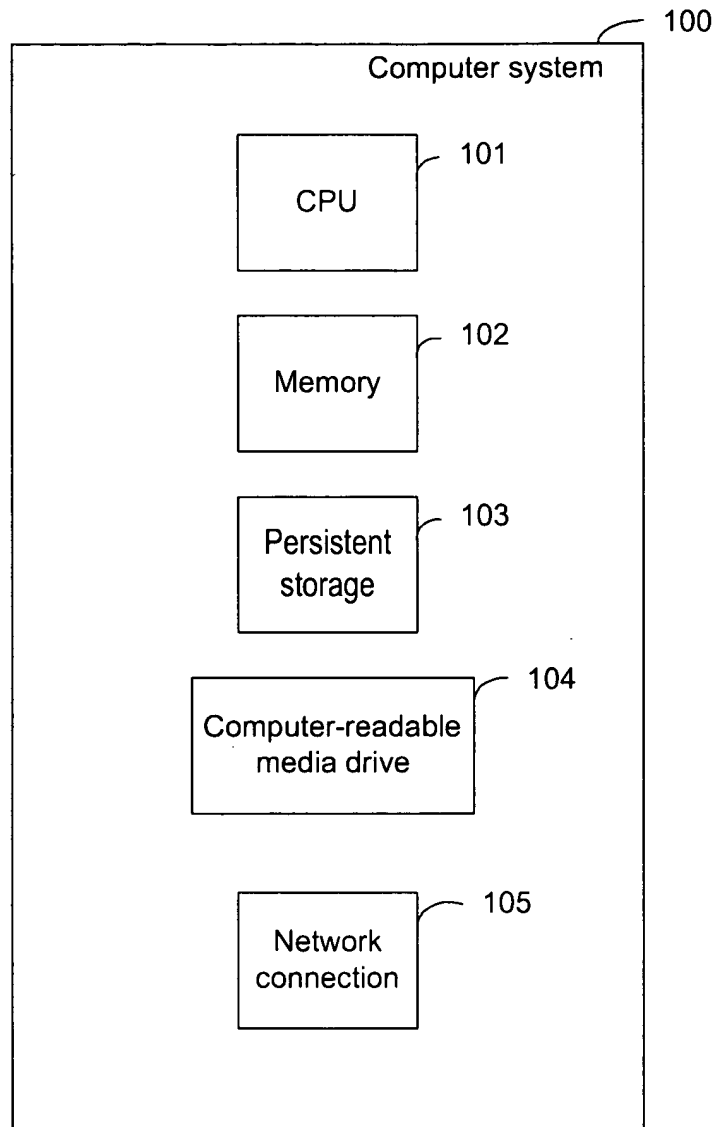 100
Computer system
101
CPU
102
Memory
103
Persistent
storage
104
Computer-readable
media drive
105
Network
connection